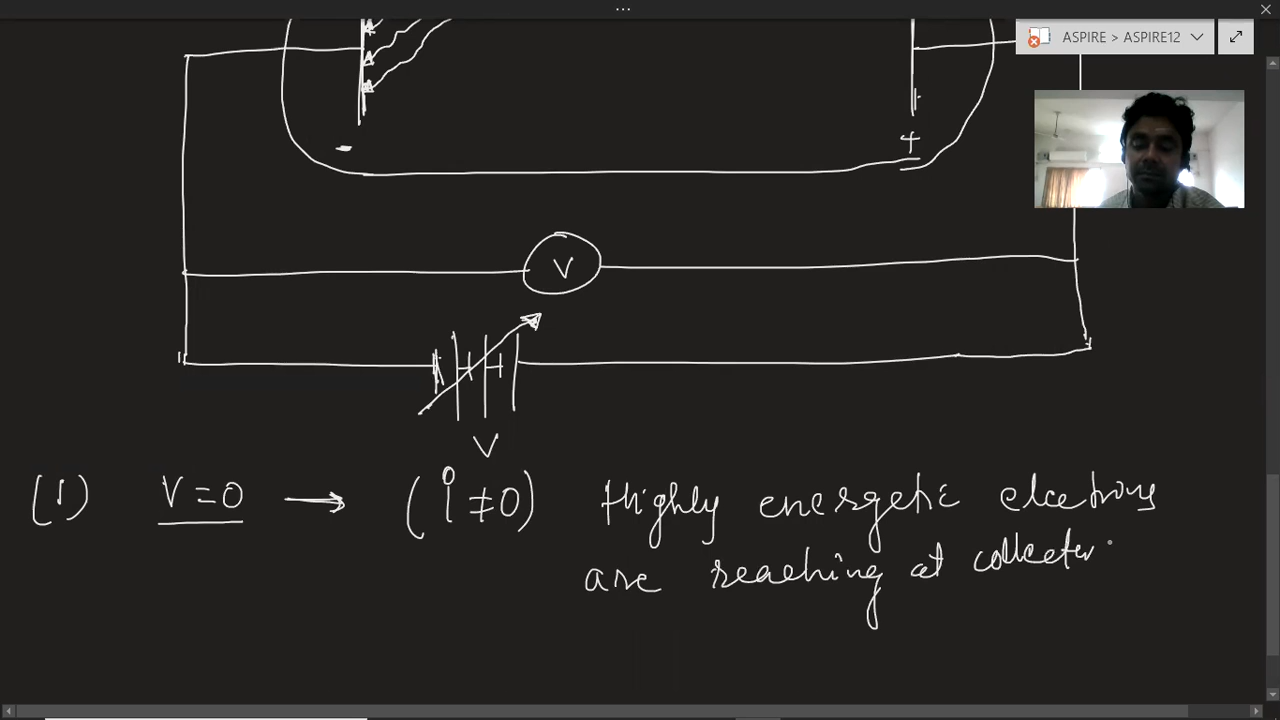 ASPIRE > ASPIRE12
- +
V
V
(1) V=0 → (i≠0) Highly energetic electrons
are reaching at collector.